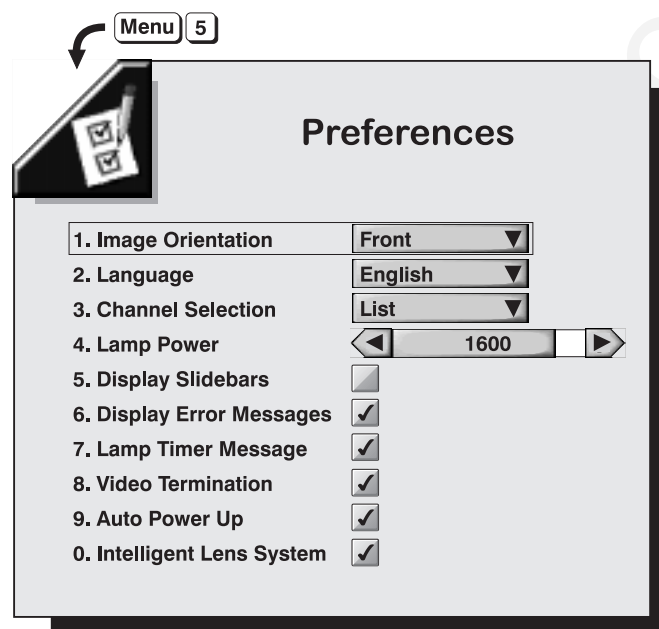 Menu 5
Preferences
1. Image Orientation Front
2. Language English
3. Channel Selection List
4. Lamp Power 1600
5. Display Slidebars
6. Display Error Messages
7. Lamp Timer Message
8. Video Termination
9. Auto Power Up
0. Intelligent Lens System